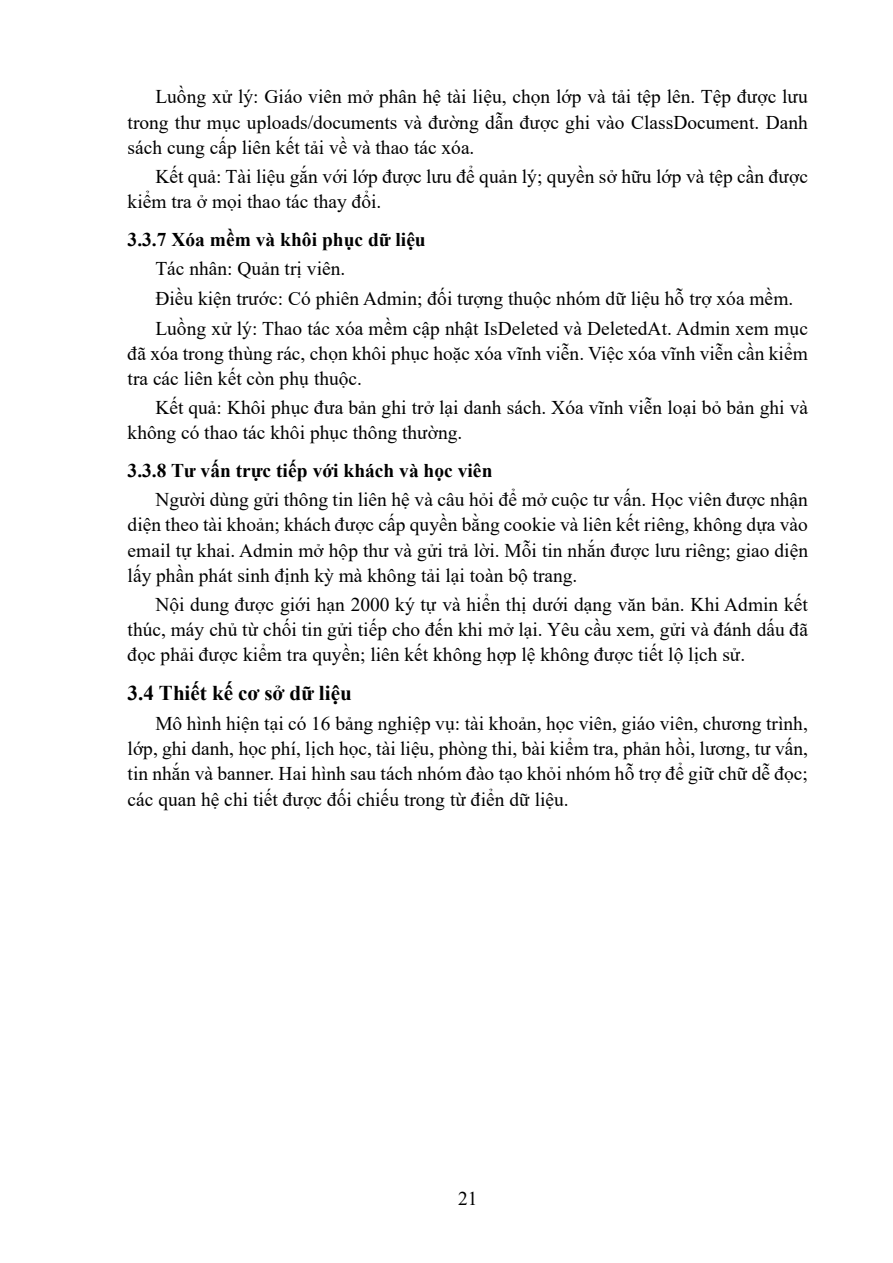 Luồng xử lý: Giáo viên mở phân hệ tài liệu, chọn lớp và tải tệp lên. Tệp được lưu
trong thư mục uploads/documents và đường dẫn được ghi vào ClassDocument. Danh
sách cung cấp liên kết tải về và thao tác xóa.
Kết quả: Tài liệu gắn với lớp được lưu để quản lý; quyền sở hữu lớp và tệp cần được
kiểm tra ở mọi thao tác thay đổi.
3.3.7 Xóa mềm và khôi phục dữ liệu
Tác nhân: Quản trị viên.
Điều kiện trước: Có phiên Admin; đối tượng thuộc nhóm dữ liệu hỗ trợ xóa mềm.
Luồng xử lý: Thao tác xóa mềm cập nhật IsDeleted và DeletedAt. Admin xem mục
đã xóa trong thùng rác, chọn khôi phục hoặc xóa vĩnh viễn. Việc xóa vĩnh viễn cần kiểm
tra các liên kết còn phụ thuộc.
Kết quả: Khôi phục đưa bản ghi trở lại danh sách. Xóa vĩnh viễn loại bỏ bản ghi và
không có thao tác khôi phục thông thường.
3.3.8 Tư vấn trực tiếp với khách và học viên
Người dùng gửi thông tin liên hệ và câu hỏi để mở cuộc tư vấn. Học viên được nhận
diện theo tài khoản; khách được cấp quyền bằng cookie và liên kết riêng, không dựa vào
email tự khai. Admin mở hộp thư và gửi trả lời. Mỗi tin nhắn được lưu riêng; giao diện
lấy phần phát sinh định kỳ mà không tải lại toàn bộ trang.
Nội dung được giới hạn 2000 ký tự và hiển thị dưới dạng văn bản. Khi Admin kết
thúc, máy chủ từ chối tin gửi tiếp cho đến khi mở lại. Yêu cầu xem, gửi và đánh dấu đã
đọc phải được kiểm tra quyền; liên kết không hợp lệ không được tiết lộ lịch sử.
3.4 Thiết kế cơ sở dữ liệu
Mô hình hiện tại có 16 bảng nghiệp vụ: tài khoản, học viên, giáo viên, chương trình,
lớp, ghi danh, học phí, lịch học, tài liệu, phòng thi, bài kiểm tra, phản hồi, lương, tư vấn,
tin nhắn và banner. Hai hình sau tách nhóm đào tạo khỏi nhóm hỗ trợ để giữ chữ dễ đọc;
các quan hệ chi tiết được đối chiếu trong từ điển dữ liệu.
21